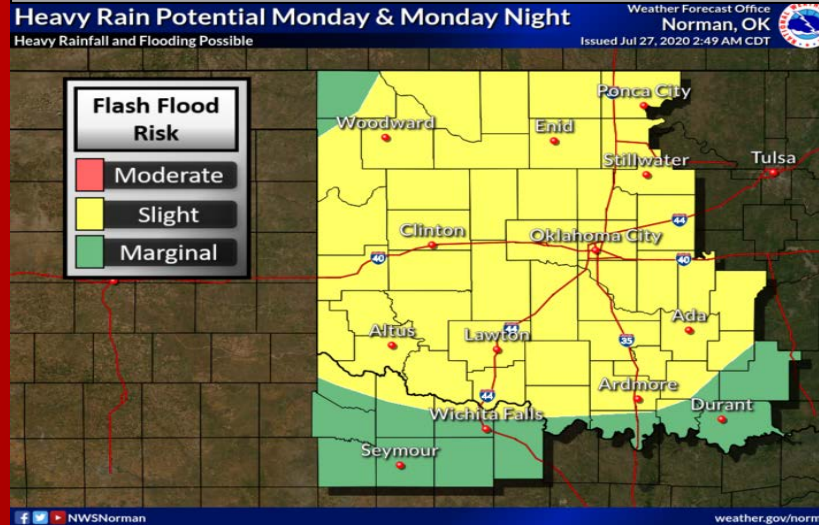 Heavy Rain Potential Monday & Monday Night
Heavy Rainfall and Flooding Possible
Weather Forecast Office
Norman, OK
Issued Jul 27, 2020 2:49 AM CDT
Flash Flood
Risk
Moderate
Slight
Marginal
Ponca City
Woodward
Enid
Stillwater
Tulsa
Clinton
Oklahoma City
44
40
40
Altus
Lawton
44
Ada
35
Ardmore
44
Wichita Falls
Durant
Seymour
NWSNorman
weather.gov/norm